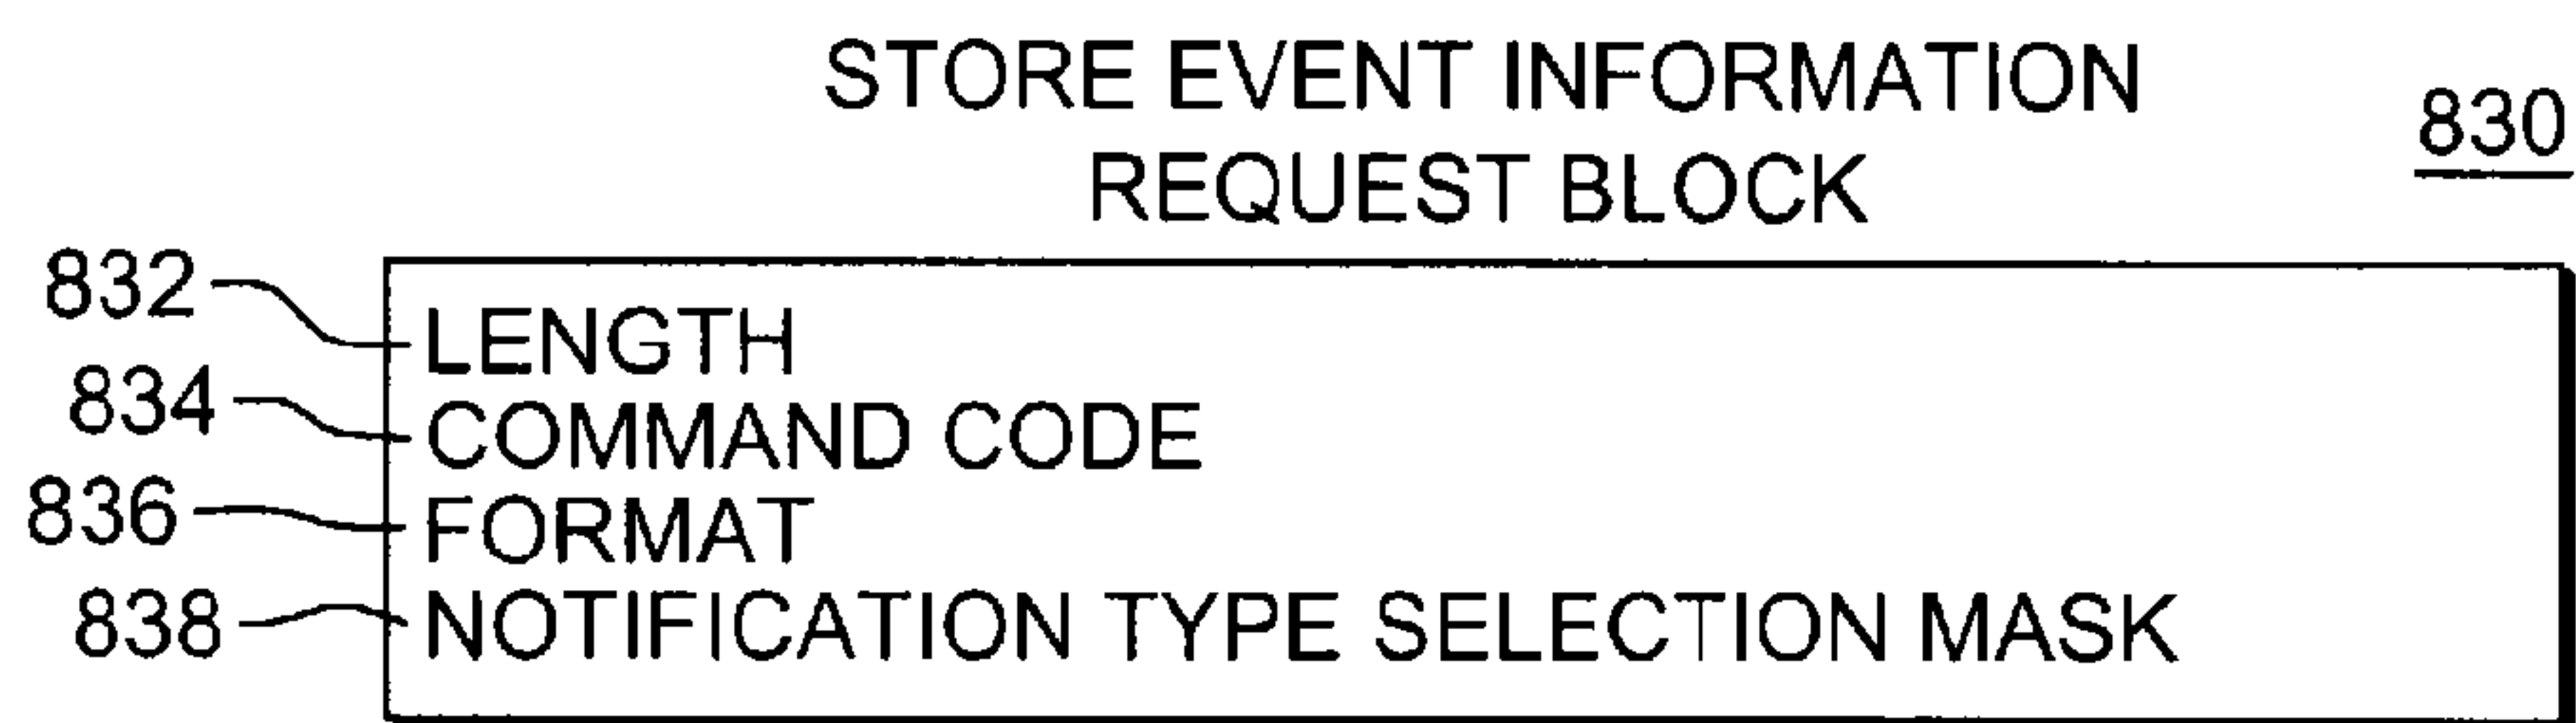 STORE EVENT INFORMATION
REQUEST BLOCK
830
832 LENGTH
834 COMMAND CODE
836 FORMAT
838 NOTIFICATION TYPE SELECTION MASK